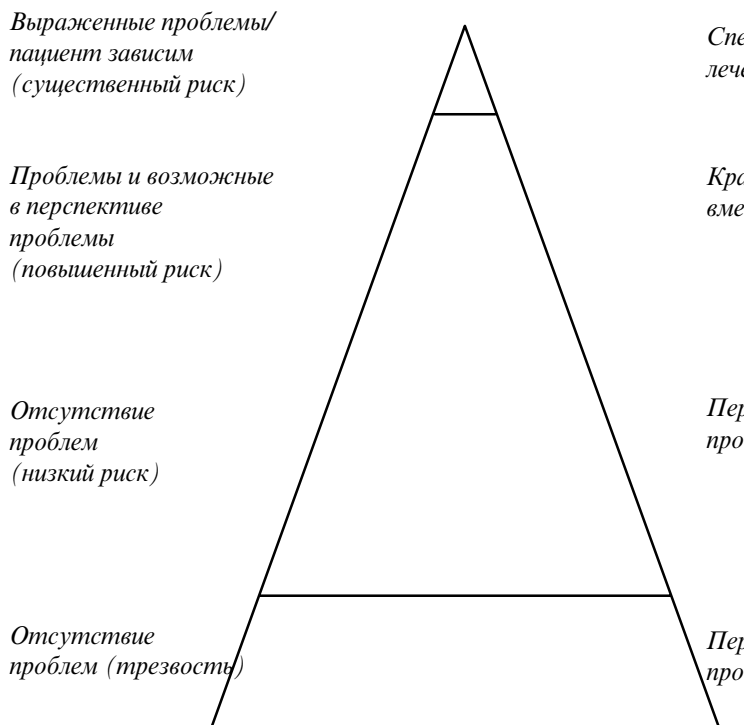 Выраженные проблемы/
пациент зависим
(существенный риск)
Спе
лече
Проблемы и возможные
в перспективе
проблемы
(повышенный риск)
Кра
вме
Отсутствие
проблем
(низкий риск)
Пер
про
Отсутствие
проблем (трезвость)
Пер
про